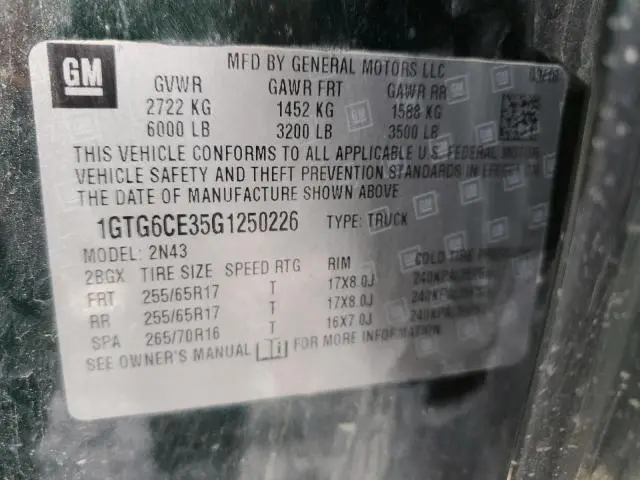 GM
MFD BY GENERAL MOTORS LLC
GVWR GAWR FRT GAWR RR
2722 KG 1452 KG 1588 KG
6000 LB 3200 LB 3500 LB
THIS VEHICLE CONFORMS TO ALL APPLICABLE U.S. FEDERAL MOTOR
VEHICLE SAFETY AND THEFT PREVENTION STANDARDS IN EFFECT ON
THE DATE OF MANUFACTURE SHOWN ABOVE
1GTG6CE35G1250226 TYPE: TRUCK
MODEL: 2N43
2BGX TIRE SIZE SPEED RTG RIM COLD TIRE
FRT 255/65R17 T 17X8.0J
RR 255/65R17 T 17X8.0J
SPA 265/70R16 T 16X7.0J
SEE OWNER'S MANUAL FOR MORE INFORMATION